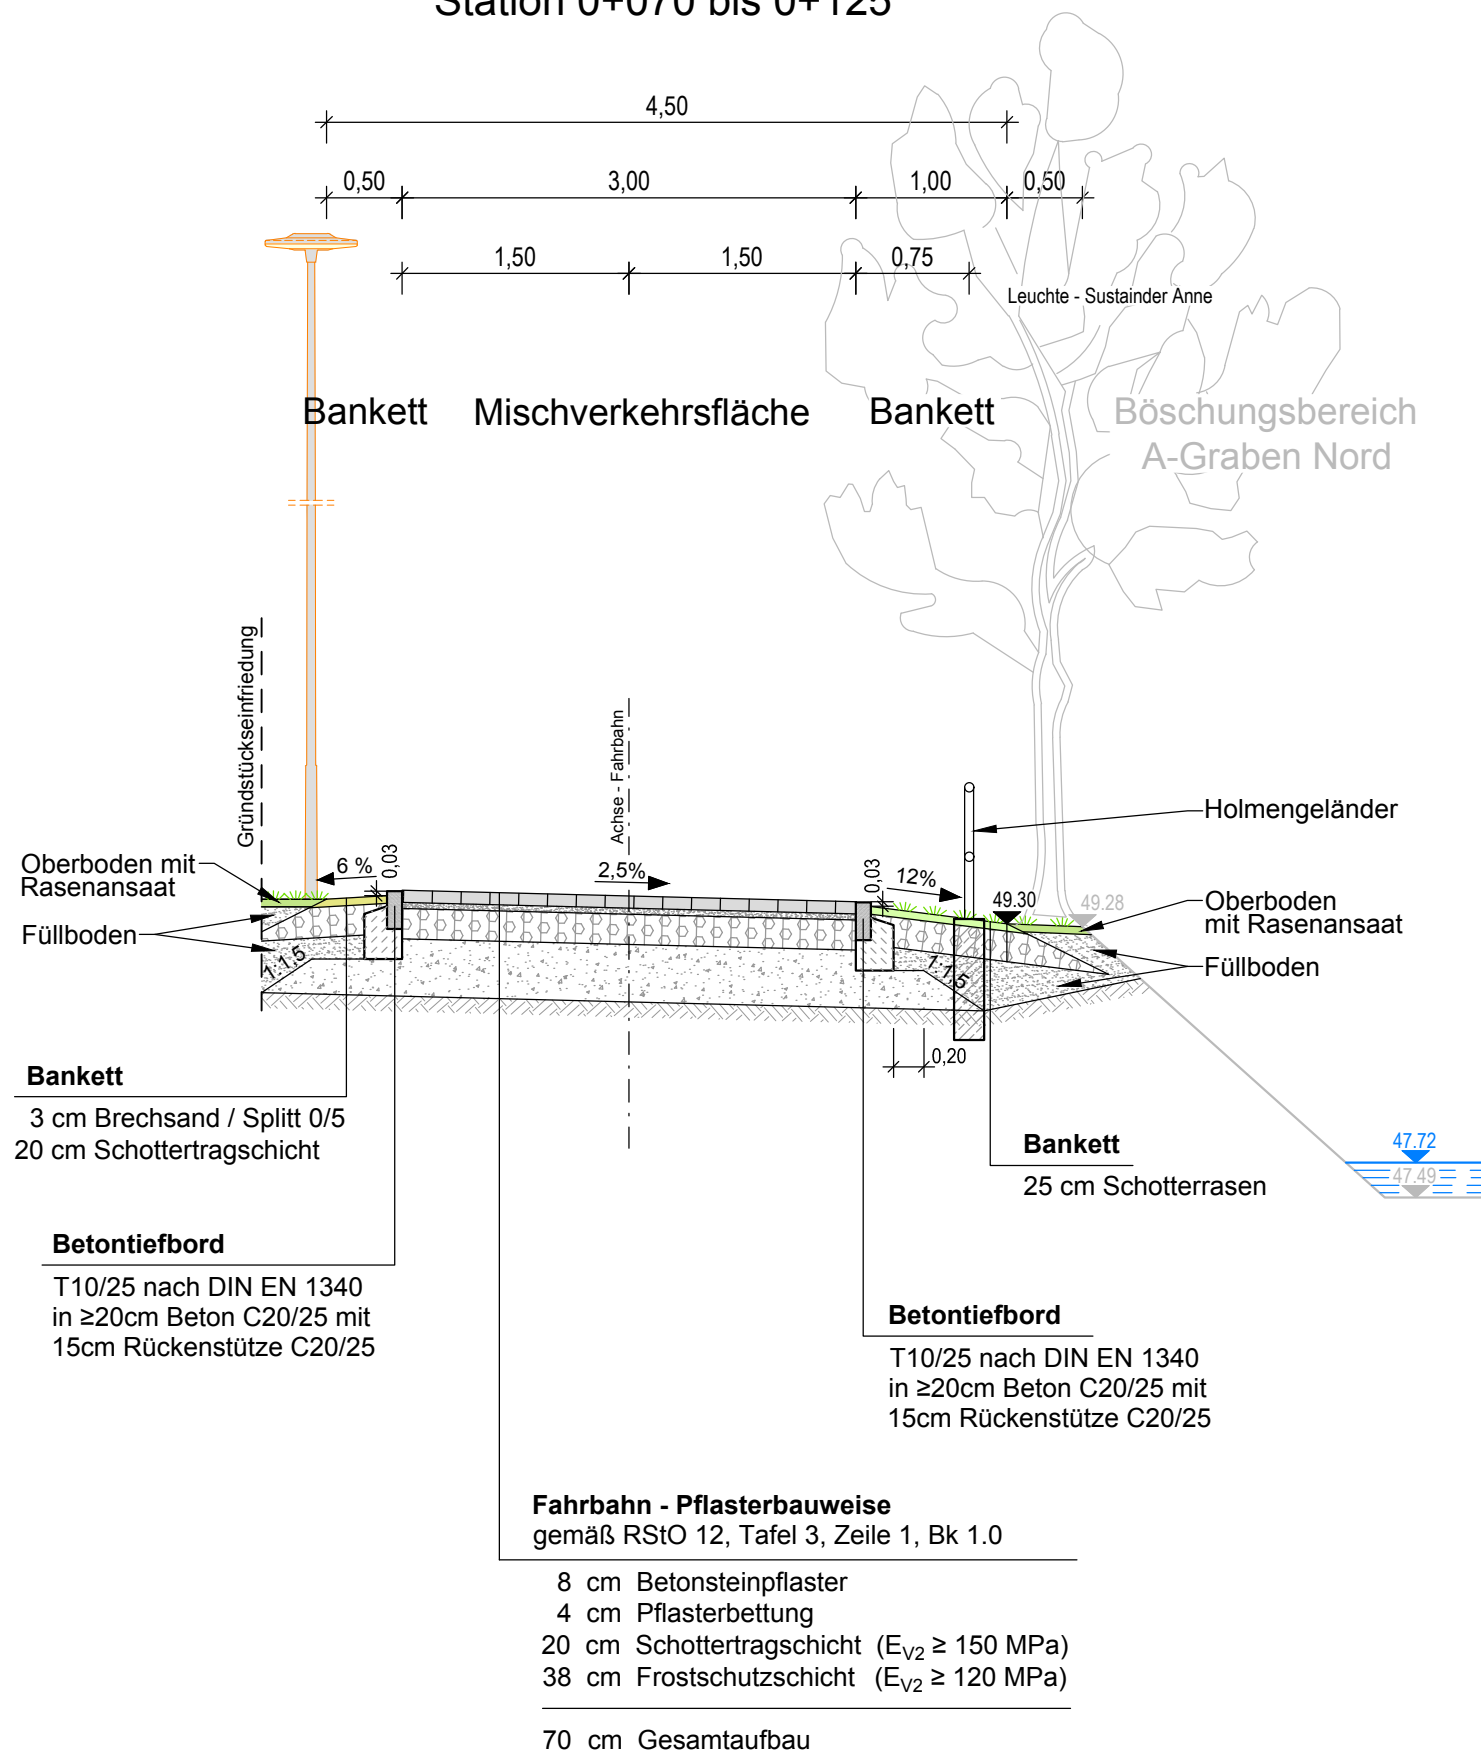 Station 0+070 bis 0+125
4,50
0,50
3,00
1,00
0,50
1,50
1,50
0,75
Leuchte - Sustainder Anne
Bankett
Mischverkehrsfläche
Bankett
Böschungsbereich
A-Graben Nord
Gründstückseinfriedung
Achse - Fahrbahn
Holmengeländer
Oberboden mit
Rasenansaat
Füllboden
6 %
0,03
2,5%
0,03
12%
49.30
49.28
Oberboden
mit Rasenansaat
Füllboden
1:1,5
1:1,5
0,20
Bankett
3 cm Brechsand / Splitt 0/5
20 cm Schottertragschicht
Bankett
25 cm Schotterrasen
47.72
47.49
Betontiefbord
T10/25 nach DIN EN 1340
in ≥20cm Beton C20/25 mit
15cm Rückenstütze C20/25
Betontiefbord
T10/25 nach DIN EN 1340
in ≥20cm Beton C20/25 mit
15cm Rückenstütze C20/25
Fahrbahn - Pflasterbauweise
gemäß RStO 12, Tafel 3, Zeile 1, Bk 1.0
8 cm Betonsteinpflaster
4 cm Pflasterbettung
20 cm Schottertragschicht (EV2 ≥ 150 MPa)
38 cm Frostschutzschicht (EV2 ≥ 120 MPa)
70 cm Gesamtaufbau